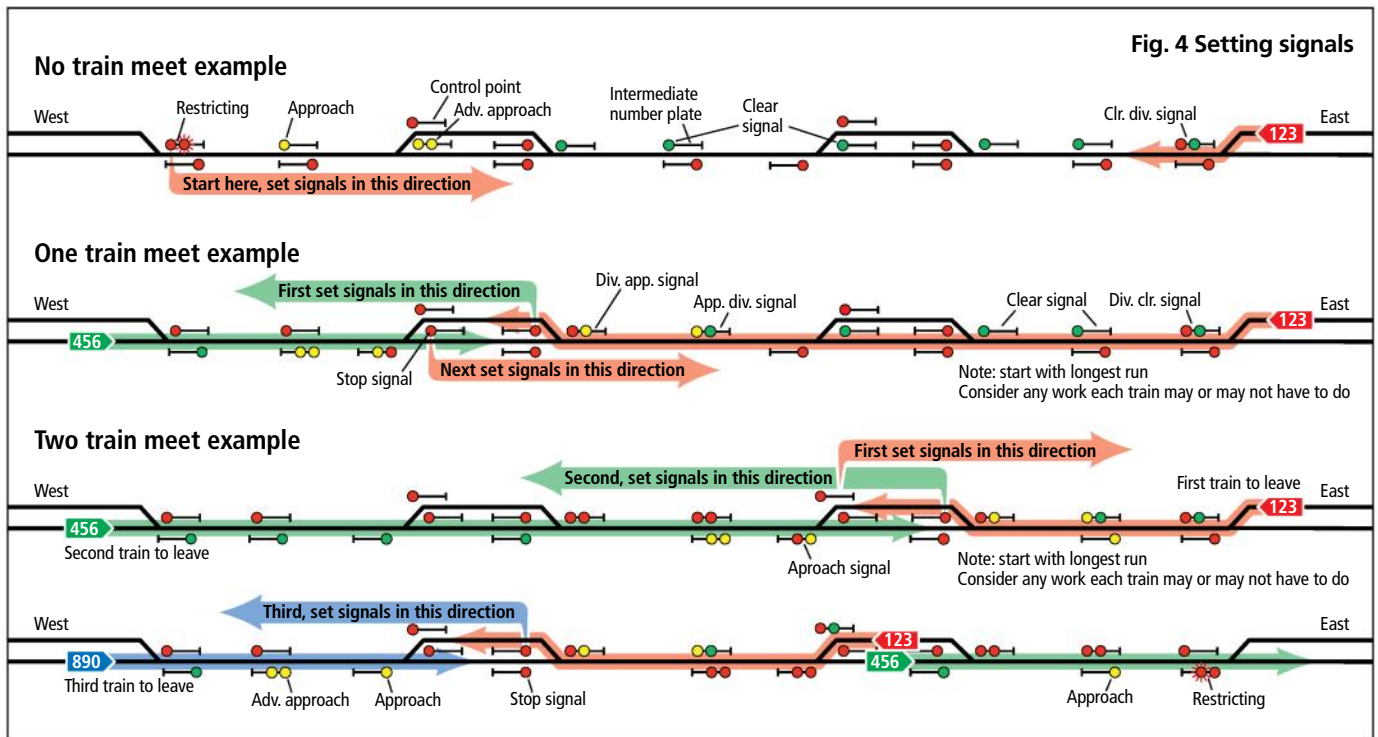 Fig. 4 Setting signals
No train meet example
West
Restricting
Approach
Control point
Adv. approach
Intermediate
number plate
Clear
signal
Clr. div. signal
East
123
Start here, set signals in this direction
One train meet example
West
First set signals in this direction
Div. app. signal
App. div. signal
Clear signal
Div. clr. signal
East
123
456
Stop signal
Next set signals in this direction
Note: start with longest run
Consider any work each train may or may not have to do
Two train meet example
First set signals in this direction
Second, set signals in this direction
West
First train to leave
East
123
456
Second train to leave
Aproach signal
Note: start with longest run
Consider any work each train may or may not have to do
Third, set signals in this direction
West
East
123
890
456
Third train to leave
Adv. approach
Approach
Stop signal
Approach
Restricting